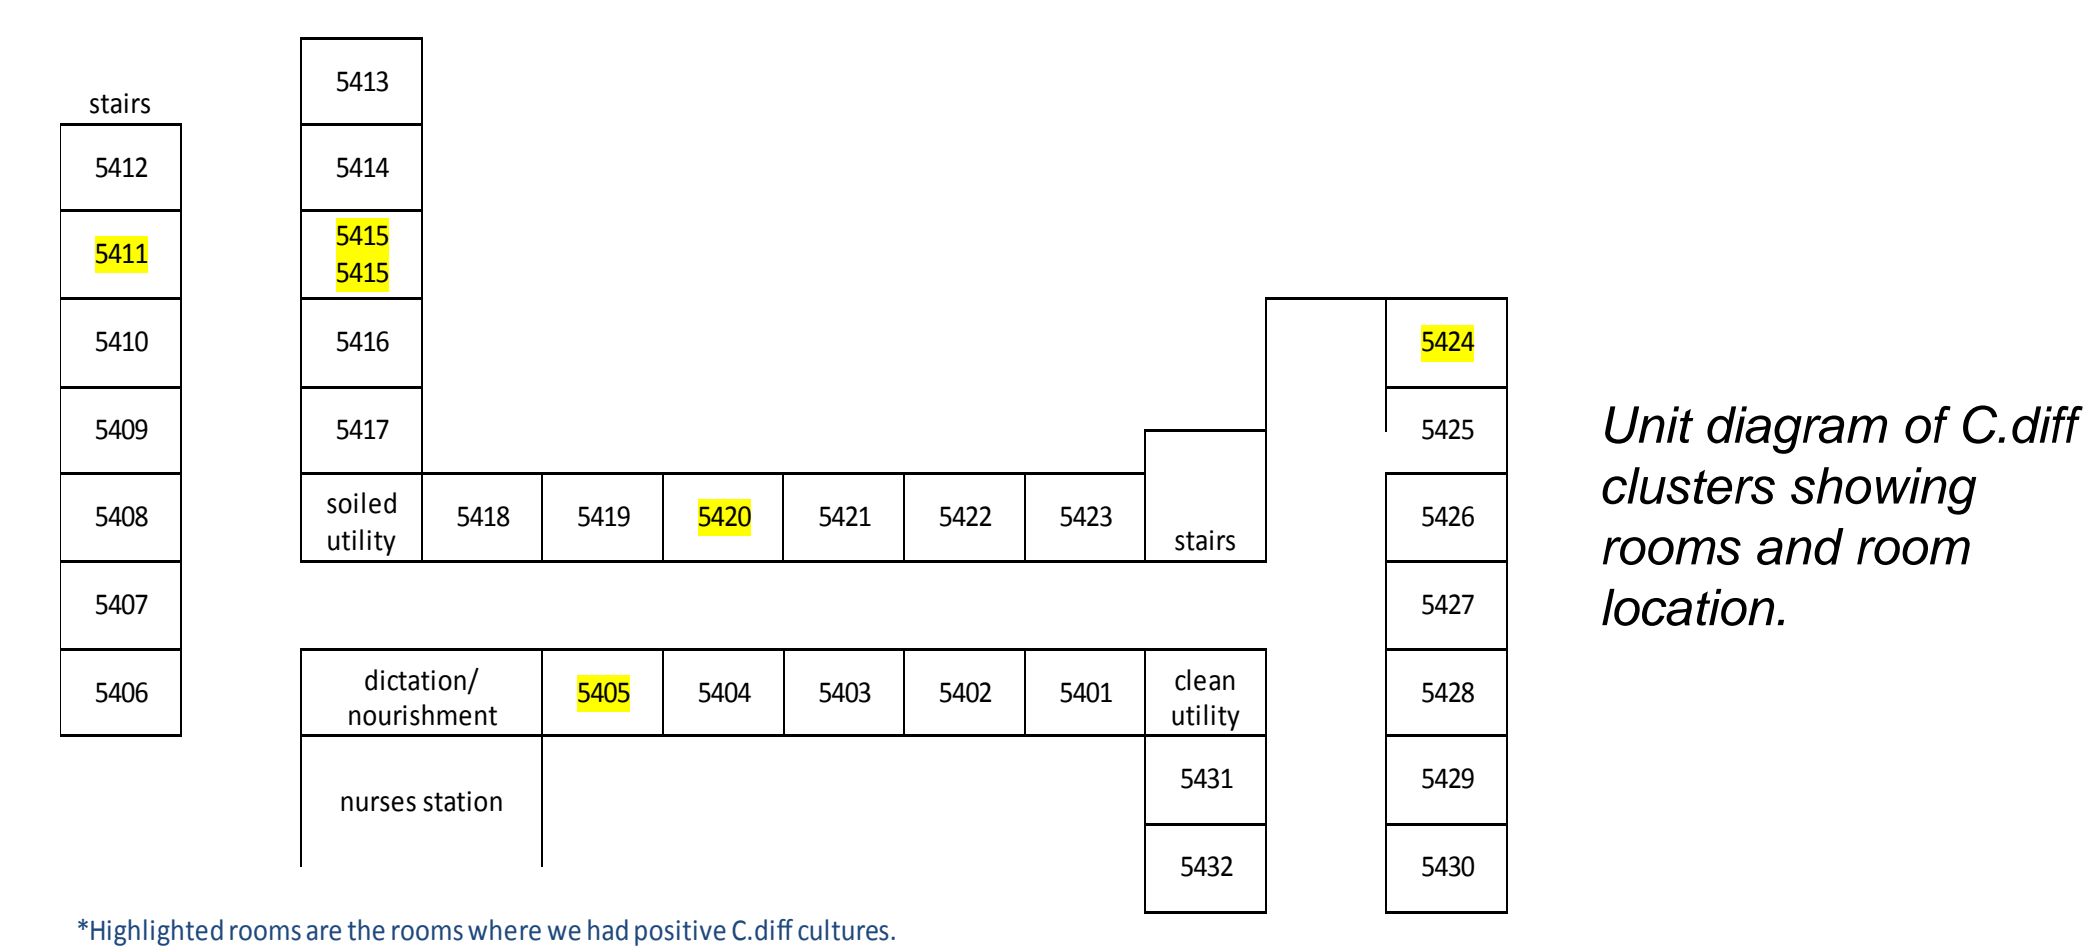 5413
stairs
5412
5414
5411
5415
5415
5410
5416
5424
5409
5417
5425
5408
soiled
utility
5418
5419
5420
5421
5422
5423
stairs
5426
5407
5427
5406
dictation/
nourishment
5405
5404
5403
5402
5401
clean
utility
5428
nurses station
5431
5429
5432
5430
*Highlighted rooms are the rooms where we had positive C.diff cultures.
Unit diagram of C.diff
clusters showing
rooms and room
location.